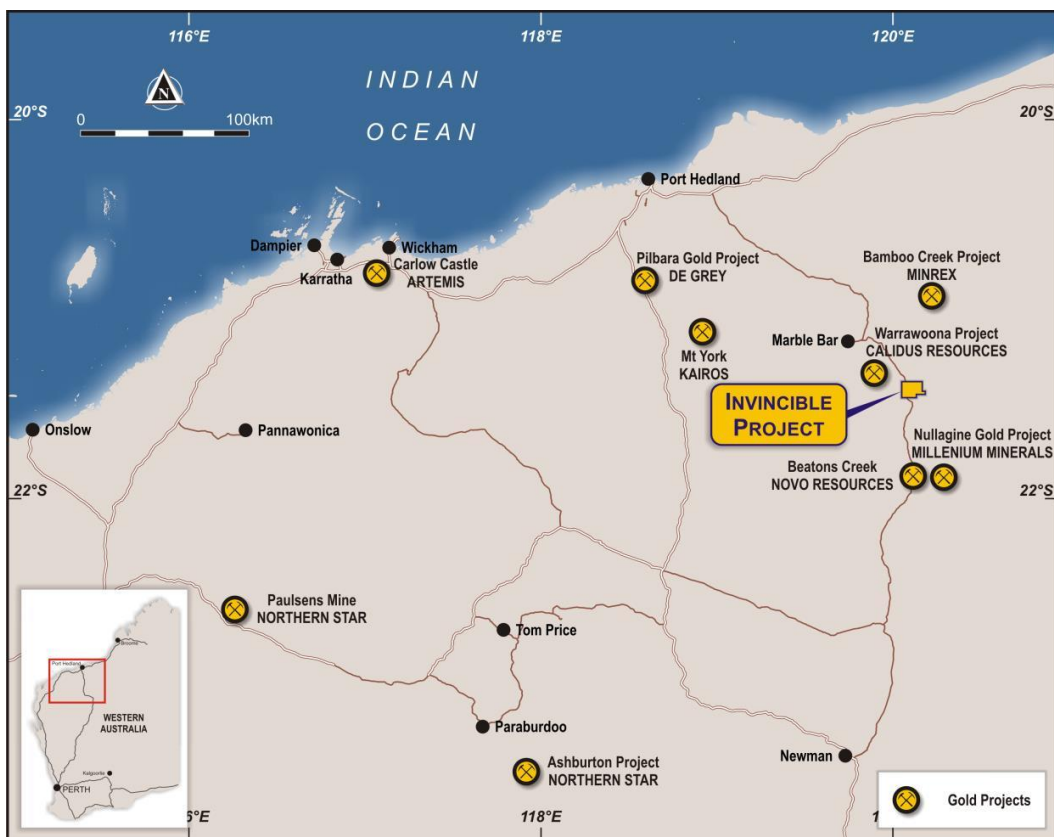 116°E
118°E
120°E
INDIAN
OCEAN
20°S
20°S
0
100km
Port Hedland
Dampier
Wickham
Karratha
Carlow Castle
ARTEMIS
Pilbara Gold Project
DE GREY
Bamboo Creek Project
MINREX
Mt York
KAIROS
Marble Bar
Warrawoona Project
CALIDUS RESOURCES
INVINCIBLE
PROJECT
Onslow
Pannawonica
Nullagine Gold Project
MILLENIUM MINERALS
Beatons Creek
NOVO RESOURCES
22°S
22°S
Paulsens Mine
NORTHERN STAR
Tom Price
Paraburdoo
Ashburton Project
NORTHERN STAR
Newman
Broome
Port Hedland
WESTERN
AUSTRALIA
Kalgoorlie
PERTH
Gold Projects
118°E